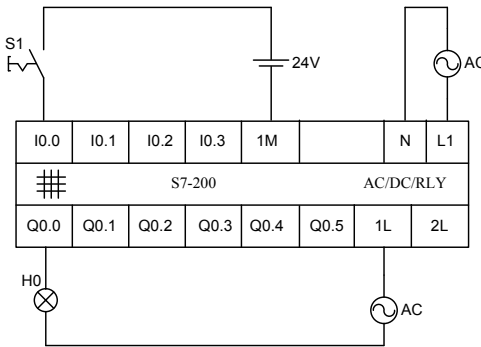 S1
24V
AC
I0.0 I0.1 I0.2 I0.3 1M N L1
S7-200 AC/DC/RLY
Q0.0 Q0.1 Q0.2 Q0.3 Q0.4 Q0.5 1L 2L
H0
AC